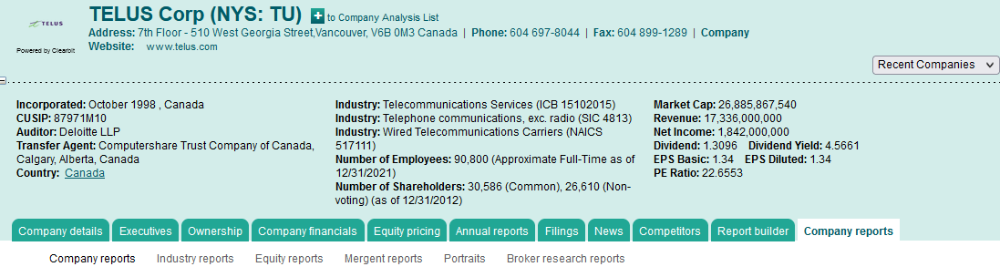 TELUS
Powered by Clearbit
TELUS Corp (NYS: TU) + to Company Analysis List
Address: 7th Floor - 510 West Georgia Street,Vancouver, V6B 0M3 Canada | Phone: 604 697-8044 | Fax: 604 899-1289 | Company
Website: www.telus.com
Recent Companies
Incorporated: October 1998 , Canada
CUSIP: 87971M10
Auditor: Deloitte LLP
Transfer Agent: Computershare Trust Company of Canada,
Calgary, Alberta, Canada
Country: Canada
Industry: Telecommunications Services (ICB 15102015)
Industry: Telephone communications, exc. radio (SIC 4813)
Industry: Wired Telecommunications Carriers (NAICS
517111)
Number of Employees: 90,800 (Approximate Full-Time as of
12/31/2021)
Number of Shareholders: 30,586 (Common), 26,610 (Non-
voting) (as of 12/31/2012)
Market Cap: 26,885,867,540
Revenue: 17,336,000,000
Net Income: 1,842,000,000
Dividend: 1.3096 Dividend Yield: 4.5661
EPS Basic: 1.34 EPS Diluted: 1.34
PE Ratio: 22.6553
Company details Executives Ownership Company financials Equity pricing Annual reports Filings News Competitors Report builder Company reports
Company reports Industry reports Equity reports Mergent reports Portraits Broker research reports